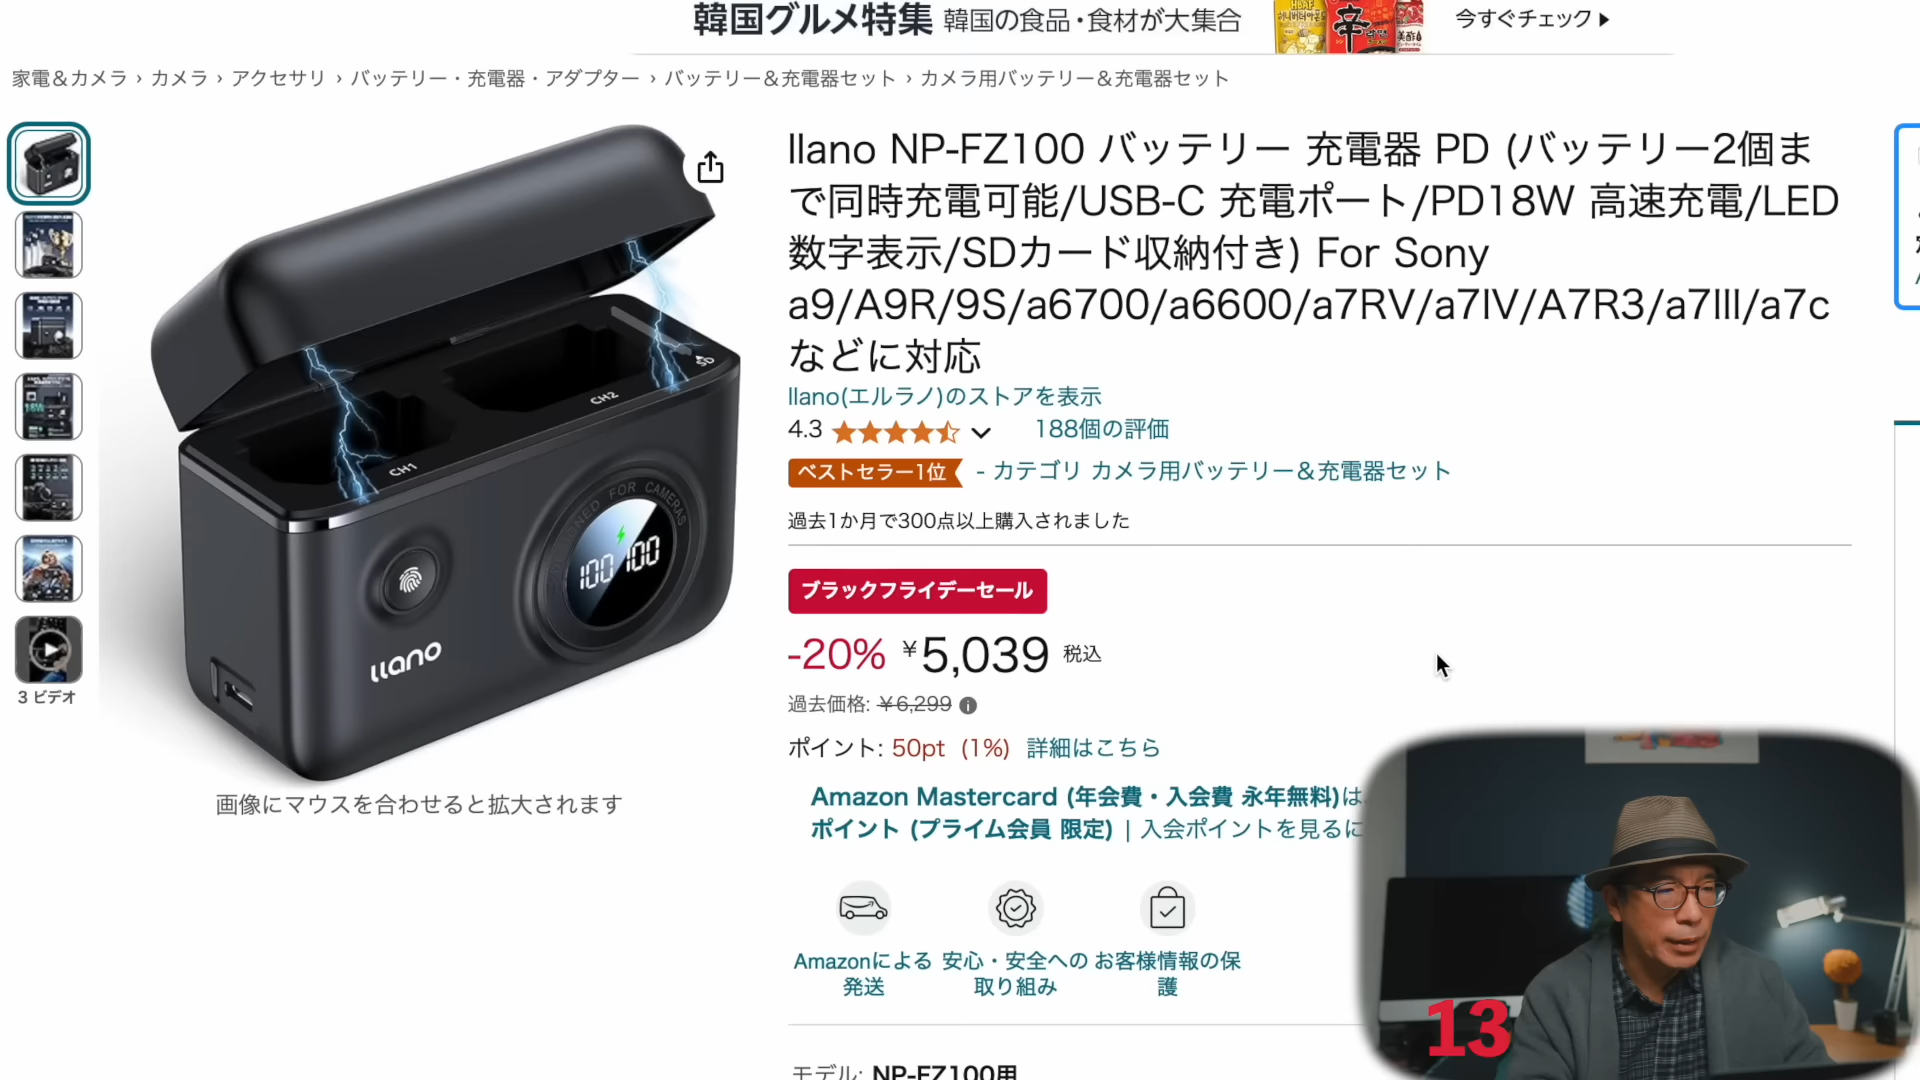 韓国グルメ特集 韓国の食品・食材が大集合 今すぐチェック
家電＆カメラ › カメラ › アクセサリ › バッテリー・充電器・アダプター › バッテリー＆充電器セット › カメラ用バッテリー＆充電器セット
llano NP-FZ100 バッテリー 充電器 PD (バッテリー2個ま
で同時充電可能/USB-C 充電ポート/PD18W 高速充電/LED
数字表示/SDカード収納付き) For Sony
a9/A9R/9S/a6700/a6600/a7RV/a7IV/A7R3/a7III/a7c
などに対応
llano(エルラノ)のストアを表示
4.3 188個の評価
ベストセラー1位 - カテゴリ カメラ用バッテリー＆充電器セット
過去1か月で300点以上購入されました
ブラックフライデーセール
-20% ￥5,039 税込
過去価格: ￥6,299
ポイント: 50pt (1%) 詳細はこちら
Amazon Mastercard (年会費・入会費 永年無料)は
ポイント (プライム会員 限定) | 入会ポイントを見るに
Amazonによる
発送
安心・安全への
取り組み
お客様情報の保
護
モデル: NP-FZ100用
SD
CH2
CH1
FOR CAMERAS
100 100
llano
3 ビデオ
画像にマウスを合わせると拡大されます
13